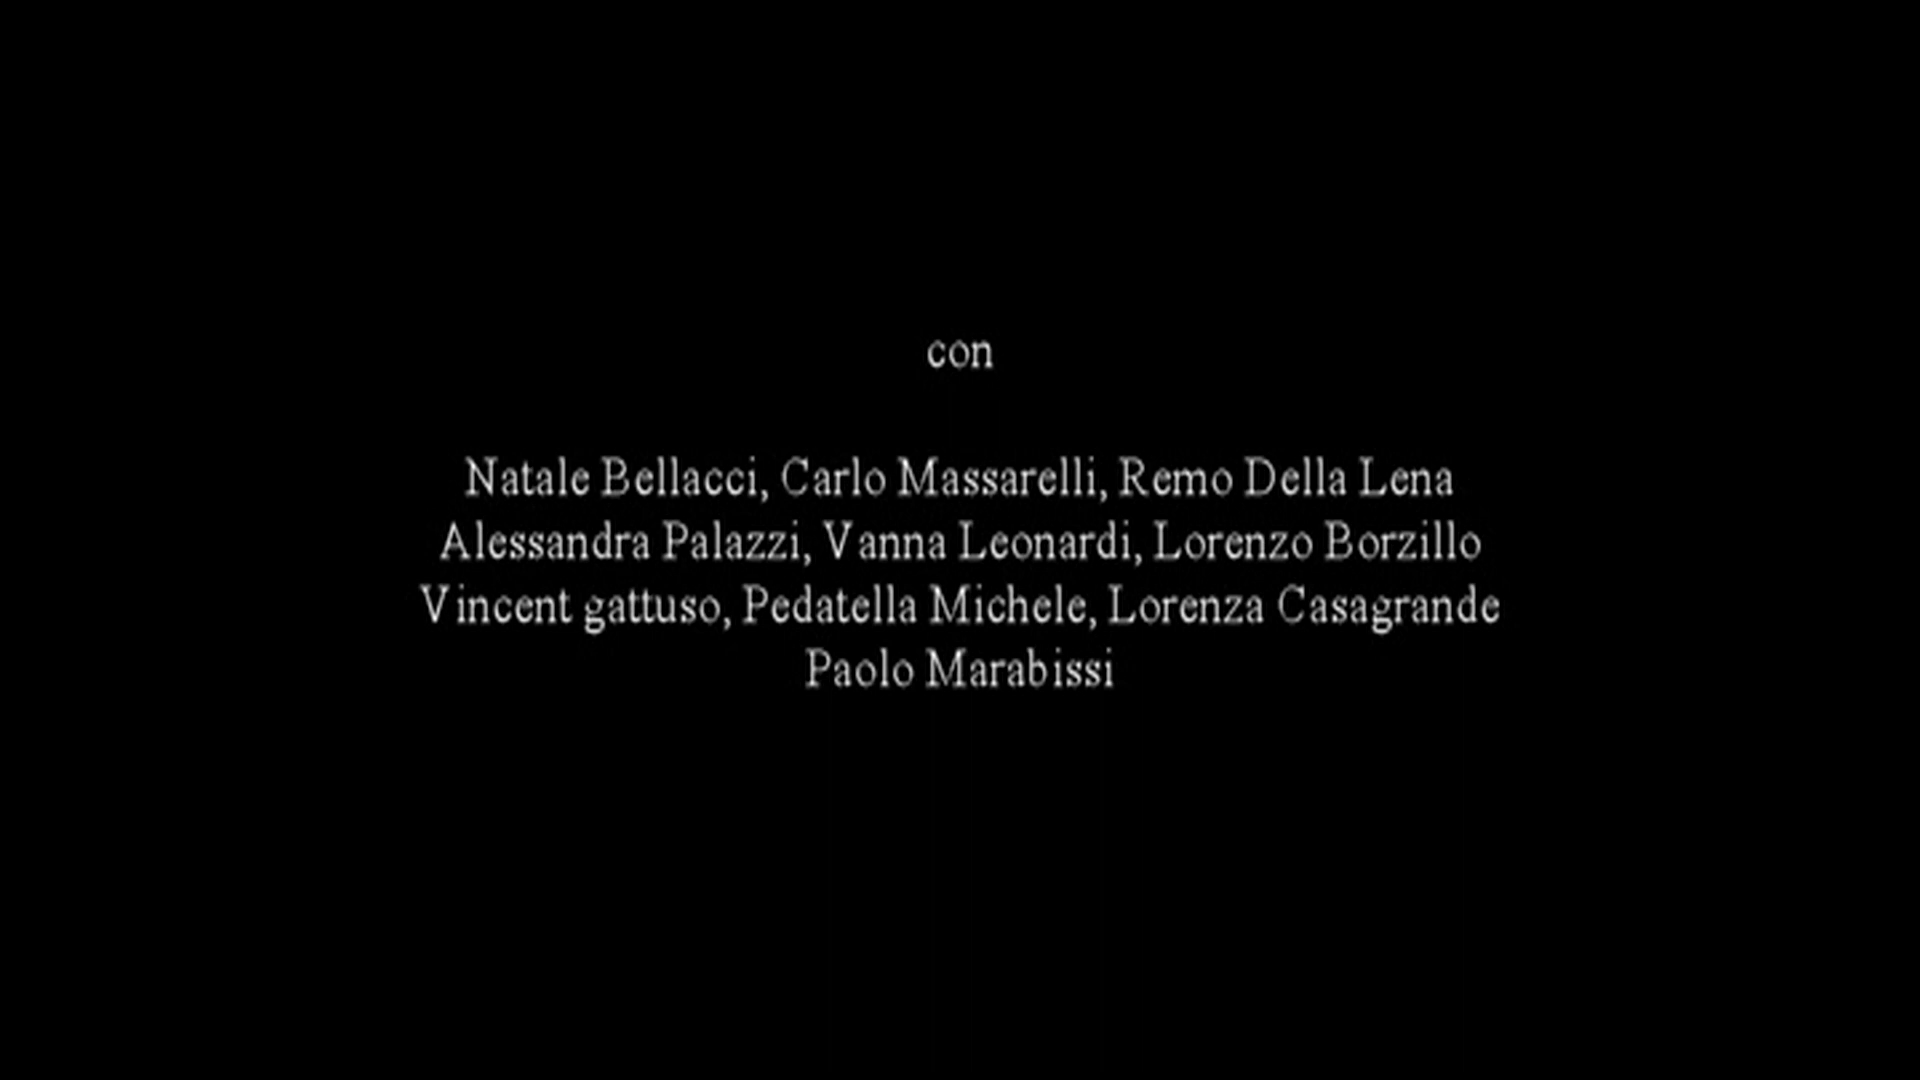 con
Natale Bellacci, Carlo Massarelli, Remo Della Lena
Alessandra Palazzi, Vanna Leonardi, Lorenzo Borzillo
Vincent gattuso, Pedatella Michele, Lorenza Casagrande
Paolo Marabissi